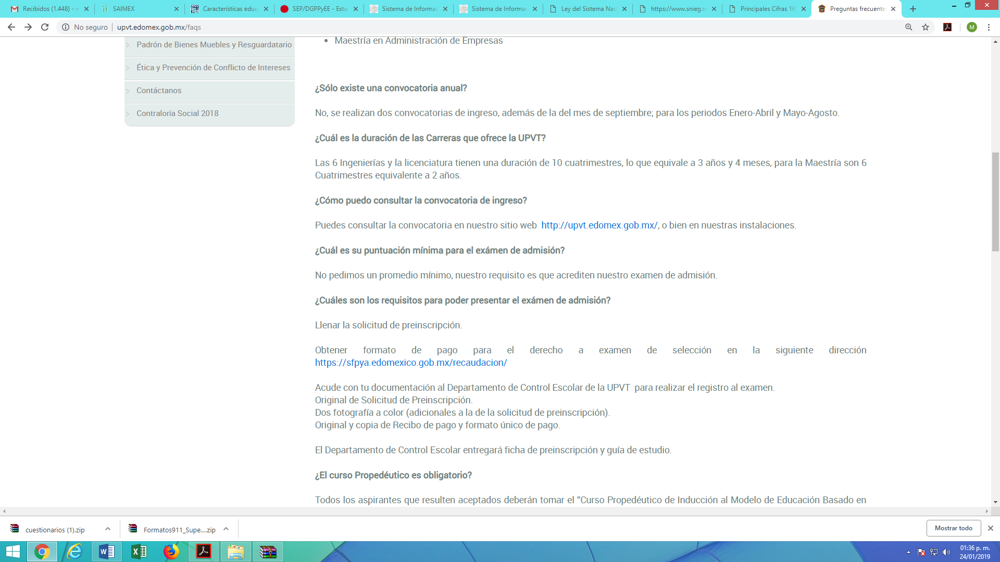 Recibidos (1.448) - n
SAIMEX
Características educa
SEP/DGPPyEE - Esta
Sistema de Informac
Sistema de Informac
Ley del Sistema Nac
https://www.snieg.m
Principales Cifras 16
Preguntas frecuente
No seguro
upvt.edomex.gob.mx/faqs
M
Padrón de Bienes Muebles y Resguardatario
Ética y Prevención de Conflicto de Intereses
Contáctanos
Contraloría Social 2018
• Maestría en Administración de Empresas
¿Sólo existe una convocatoria anual?
No, se realizan dos convocatorias de ingreso, además de la del mes de septiembre; para los periodos Enero-Abril y Mayo-Agosto.
¿Cuál es la duración de las Carreras que ofrece la UPVT?
Las 6 Ingenierías y la licenciatura tienen una duración de 10 cuatrimestres, lo que equivale a 3 años y 4 meses, para la Maestría son 6
Cuatrimestres equivalente a 2 años.
¿Cómo puedo consultar la convocatoria de ingreso?
Puedes consultar la convocatoria en nuestro sitio web http://upvt.edomex.gob.mx/, o bien en nuestras instalaciones.
¿Cuál es su puntuación mínima para el exámen de admisión?
No pedimos un promedio mínimo, nuestro requisito es que acrediten nuestro examen de admisión.
¿Cuáles son los requisitos para poder presentar el exámen de admisión?
Llenar la solicitud de preinscripción.
Obtener formato de pago para el derecho a examen de selección en la siguiente dirección
https://sfpya.edomexico.gob.mx/recaudacion/
Acude con tu documentación al Departamento de Control Escolar de la UPVT para realizar el registro al examen.
Original de Solicitud de Preinscripción.
Dos fotografía a color (adicionales a la de la solicitud de preinscripción).
Original y copia de Recibo de pago y formato único de pago.
El Departamento de Control Escolar entregará ficha de preinscripción y guía de estudio.
¿El curso Propedéutico es obligatorio?
Todos los aspirantes que resulten aceptados deberán tomar el “Curso Propedéutico de Inducción al Modelo de Educación Basado en
cuestionarios (1).zip
Formatos911_Supe....zip
Mostrar todo
01:36 p. m.
24/01/2019